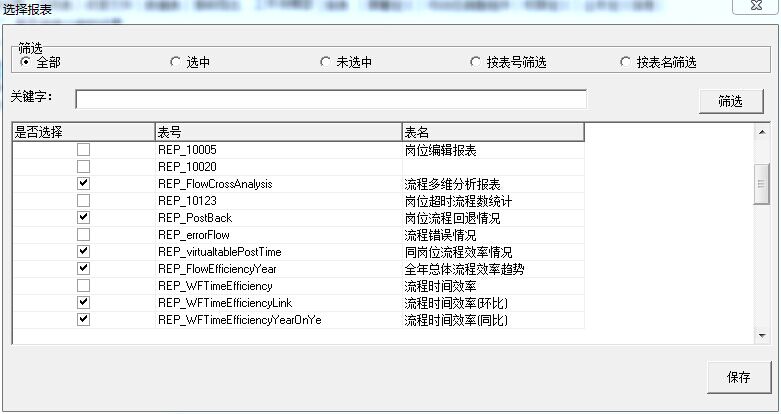 选择报表
筛选
全部 选中 未选中 按表号筛选 按表名筛选
关键字: 筛选
是否选择 表号 表名
REP_10005 岗位编辑报表
REP_10020
REP_FlowCrossAnalysis 流程多维分析报表
REP_10123 岗位超时流程数统计
REP_PostBack 岗位流程回退情况
REP_errorFlow 流程错误情况
REP_virtualtablePostTime 同岗位流程效率情况
REP_FlowEfficiencyYear 全年总体流程效率趋势
REP_WFTimeEfficiency 流程时间效率
REP_WFTimeEfficiencyLink 流程时间效率(环比)
REP_WFTimeEfficiencyYearOnYe 流程时间效率(同比)
保存